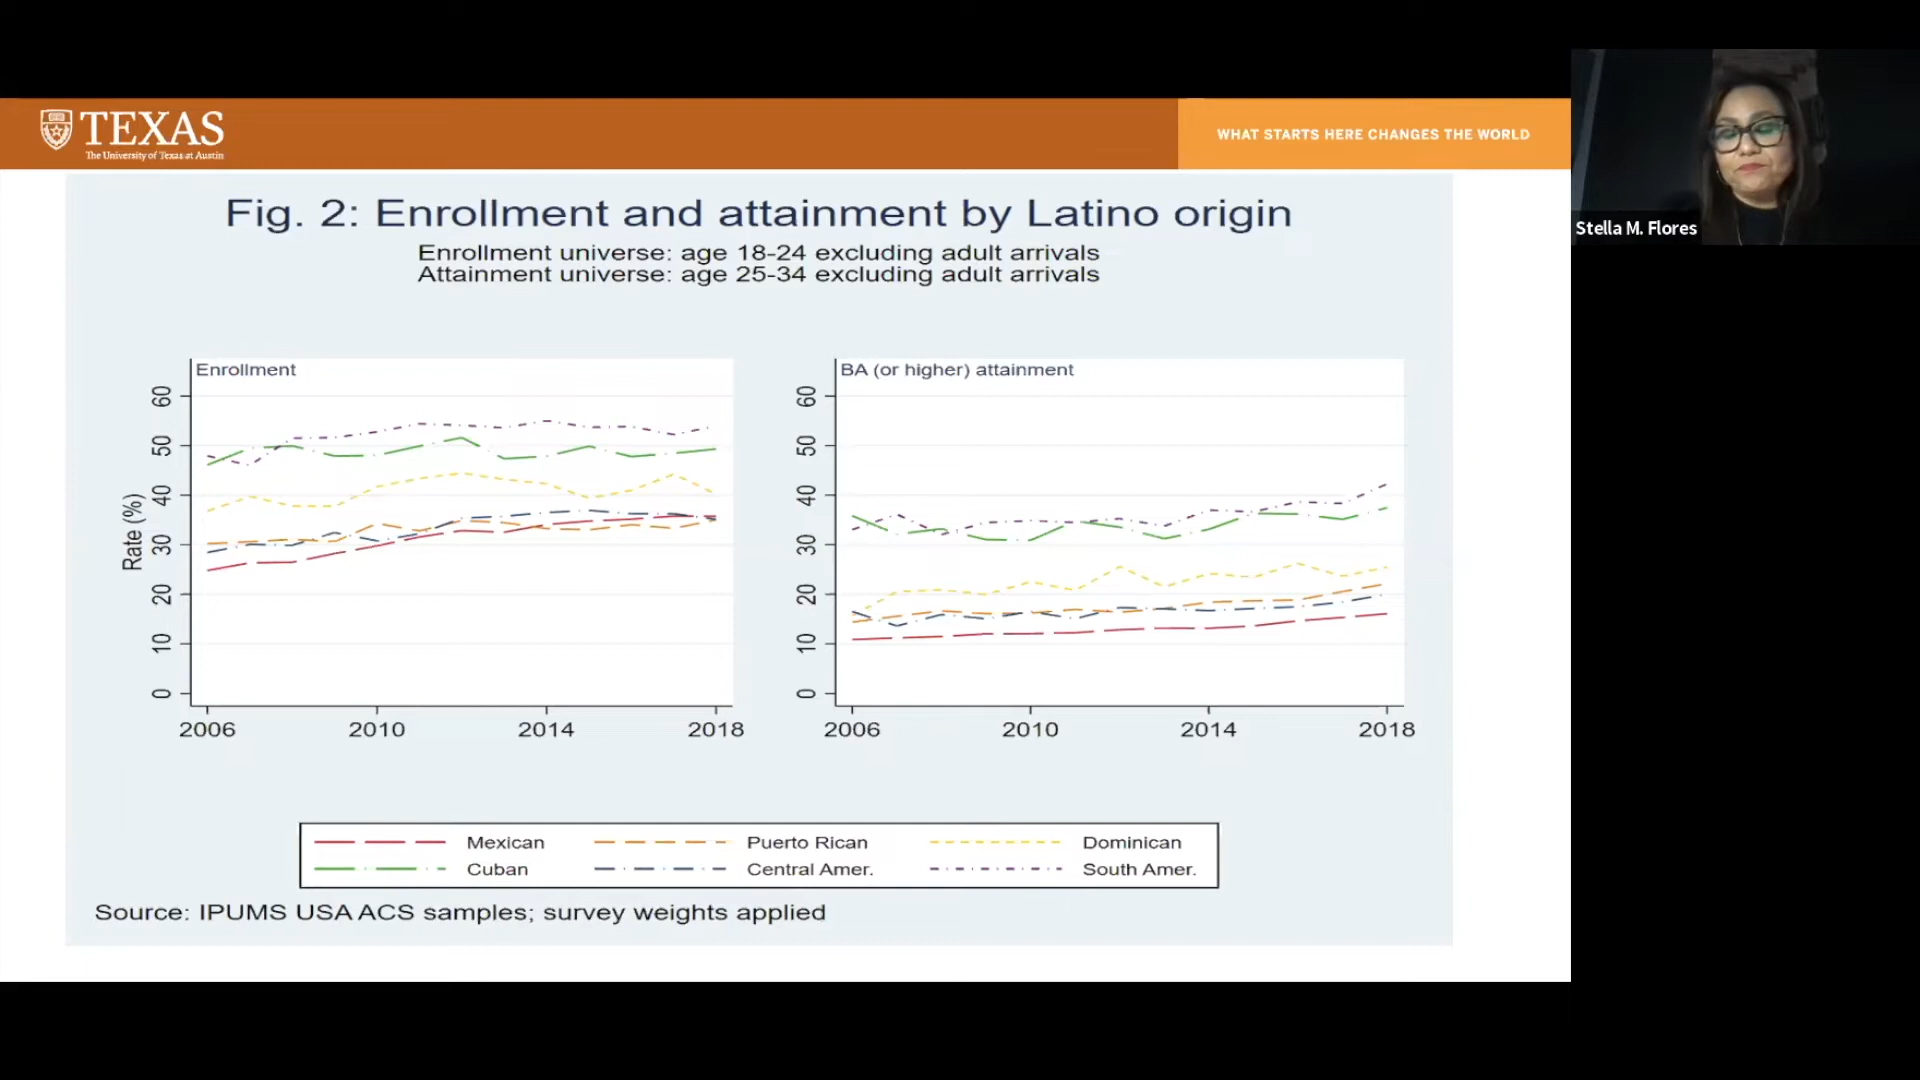 TEXAS
The University of Texas at Austin
WHAT STARTS HERE CHANGES THE WORLD
Stella M. Flores
Fig. 2: Enrollment and attainment by Latino origin
Enrollment universe: age 18-24 excluding adult arrivals
Attainment universe: age 25-34 excluding adult arrivals
Enrollment
Rate (%)
60
50
40
30
20
10
0
2006 2010 2014 2018
BA (or higher) attainment
60
50
40
30
20
10
0
2006 2010 2014 2018
Mexican Puerto Rican Dominican
Cuban Central Amer. South Amer.
Source: IPUMS USA ACS samples; survey weights applied